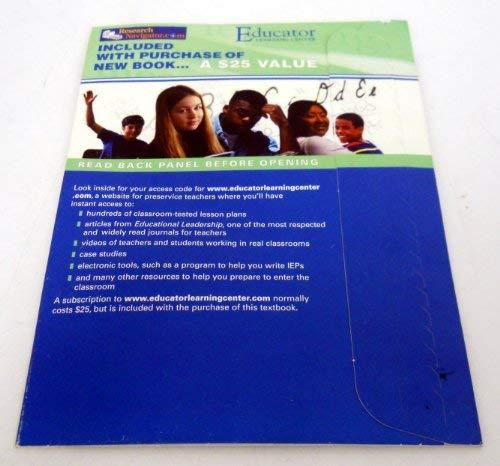 Research
Navigator.com
Educator
LEARNING CENTER
INCLUDED
WITH PURCHASE OF
NEW BOOK... A $25 VALUE
C Dd Ee
READ BACK PANEL BEFORE OPENING
Look inside for your access code for www.educatorlearningcenter
.com, a website for preservice teachers where you'll have
instant access to:
hundreds of classroom-tested lesson plans
articles from Educational Leadership, one of the most respected
and widely read journals for teachers
videos of teachers and students working in real classrooms
case studies
electronic tools, such as a program to help you write IEPs
and many other resources to help you prepare to enter the
classroom
A subscription to www.educatorlearningcenter.com normally
costs $25, but is included with the purchase of this textbook.